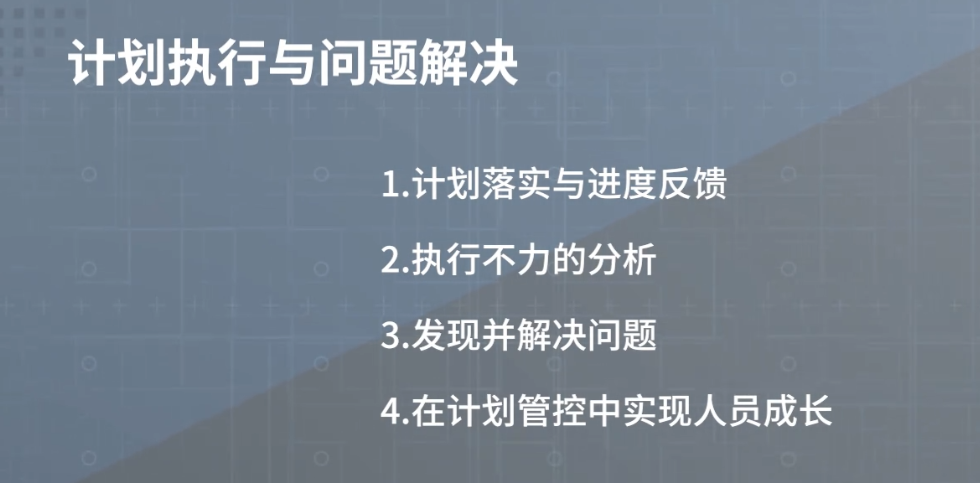 计划执行与问题解决
1.计划落实与进度反馈
2.执行不力的分析
3.发现并解决问题
4.在计划管控中实现人员成长